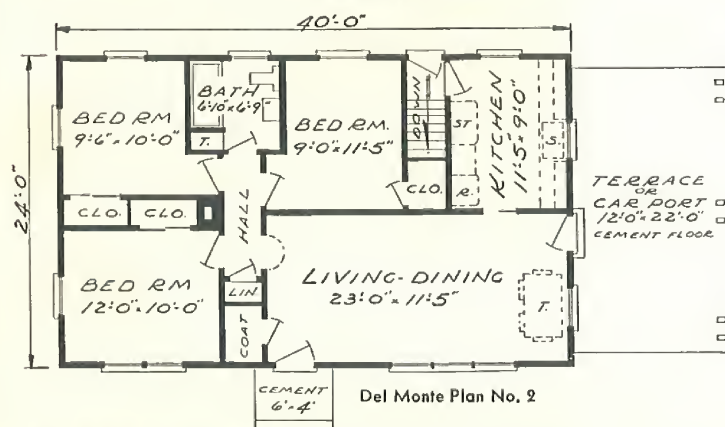 40'-0"
24'-0"
BED RM
9'-6" x 10'-0"
BATH
6'-10" x 6'-9"
T.
BED RM.
9'-0" x 11'-5"
DOWN
ST
R.
KITCHEN
11'-5" x 9'-0"
S.
CLO.
CLO.
CLO.
HALL
TERRACE
OR
CAR PORT
12'-0" x 22'-0"
CEMENT FLOOR
BED RM
12'-0" x 10'-0"
LIN
COAT
LIVING-DINING
23'-0" x 11'-5"
T.
CEMENT
6' x 4'
Del Monte Plan No. 2